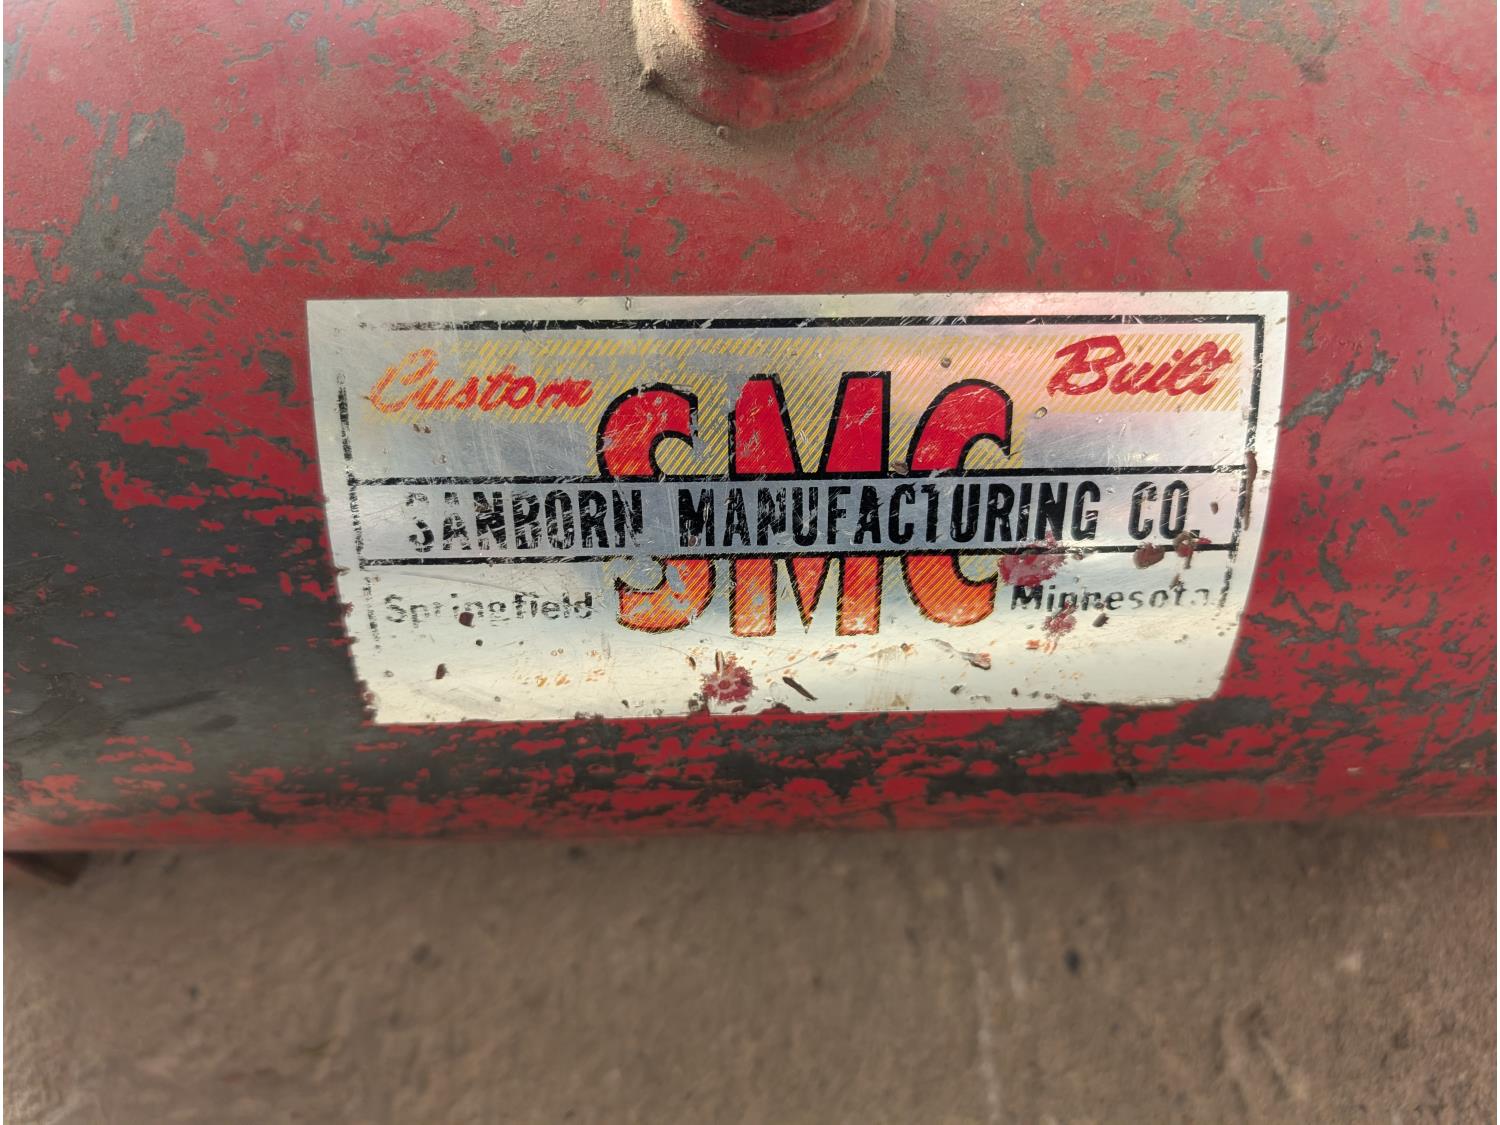 Custom Built
SMC
SANBORN MANUFACTURING CO.
Springfield Minnesota